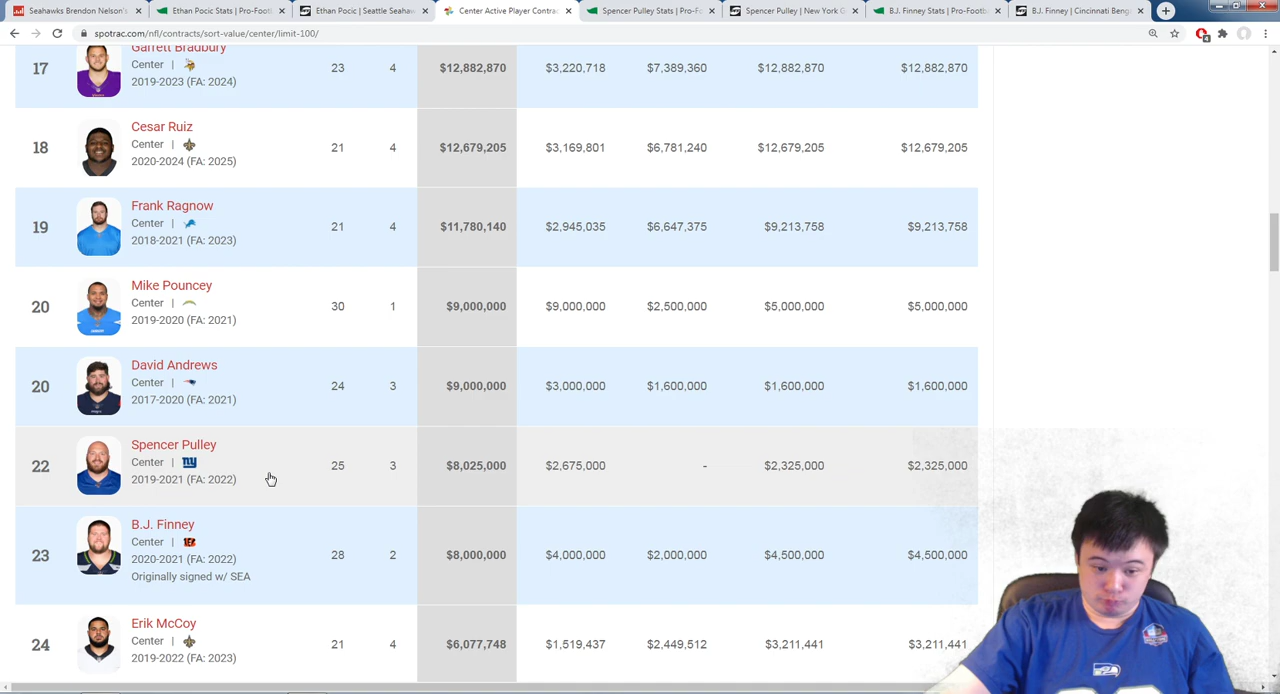 Seahawks Brendon Nelson's
Ethan Pocic Stats | Pro-Footl
Ethan Pocic | Seattle Seahaw
Center Active Player Contrac
Spencer Pulley Stats | Pro-Fo
Spencer Pulley | New York G
B.J. Finney Stats | Pro-Footba
B.J. Finney | Cincinnati Beng
spotrac.com/nfl/contracts/sort-value/center/limit-100/
17 Garrett Bradbury 23 4 $12,882,870 $3,220,718 $7,389,360 $12,882,870 $12,882,870
Center |
2019-2023 (FA: 2024)
18 Cesar Ruiz 21 4 $12,679,205 $3,169,801 $6,781,240 $12,679,205 $12,679,205
Center |
2020-2024 (FA: 2025)
19 Frank Ragnow 21 4 $11,780,140 $2,945,035 $6,647,375 $9,213,758 $9,213,758
Center |
2018-2021 (FA: 2023)
20 Mike Pouncey 30 1 $9,000,000 $9,000,000 $2,500,000 $5,000,000 $5,000,000
Center |
2019-2020 (FA: 2021)
20 David Andrews 24 3 $9,000,000 $3,000,000 $1,600,000 $1,600,000 $1,600,000
Center |
2017-2020 (FA: 2021)
22 Spencer Pulley 25 3 $8,025,000 $2,675,000 - $2,325,000 $2,325,000
Center | ny
2019-2021 (FA: 2022)
23 B.J. Finney 28 2 $8,000,000 $4,000,000 $2,000,000 $4,500,000 $4,500,000
Center |
2020-2021 (FA: 2022)
Originally signed w/ SEA
24 Erik McCoy 21 4 $6,077,748 $1,519,437 $2,449,512 $3,211,441 $3,211,441
Center |
2019-2022 (FA: 2023)